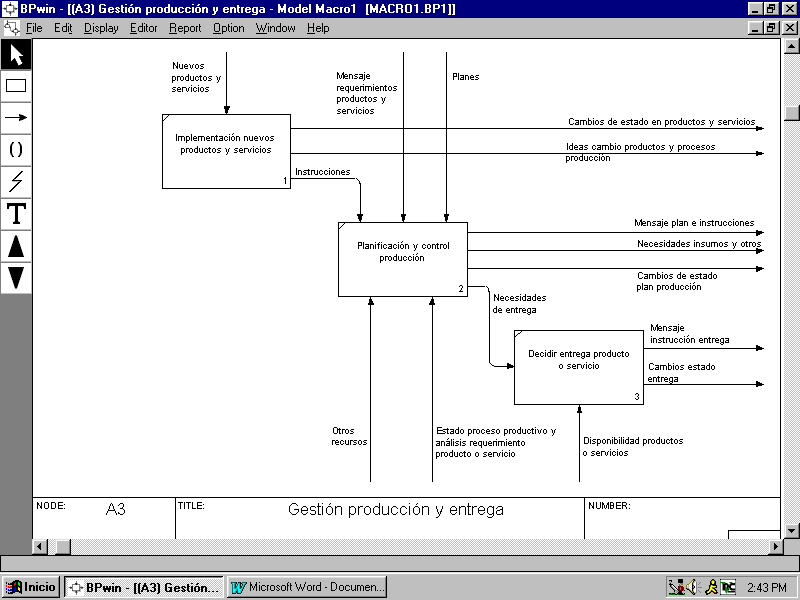 BPwin - [(A3) Gestión producción y entrega - Model Macro1 [MACRO1.BP1]]
File Edit Display Editor Report Option Window Help
( )
T
Nuevos
productos y
servicios
Mensaje
requerimientos
productos y
servicios
Planes
Implementación nuevos
productos y servicios
1
Cambios de estado en productos y servicios
Ideas cambio productos y procesos
producción
Instrucciones
Planificación y control
producción
2
Mensaje plan e instrucciones
Necesidades insumos y otros
Cambios de estado
plan producción
Necesidades
de entrega
Decidir entrega producto
o servicio
3
Mensaje
instrucción entrega
Cambios estado
entrega
Otros
recursos
Estado proceso productivo y
análisis requerimiento
producto o servicio
Disponibilidad productos
o servicios
NODE: A3
TITLE: Gestión producción y entrega
NUMBER:
Inicio
BPwin - [(A3) Gestión...
Microsoft Word - Documen...
2:43 PM